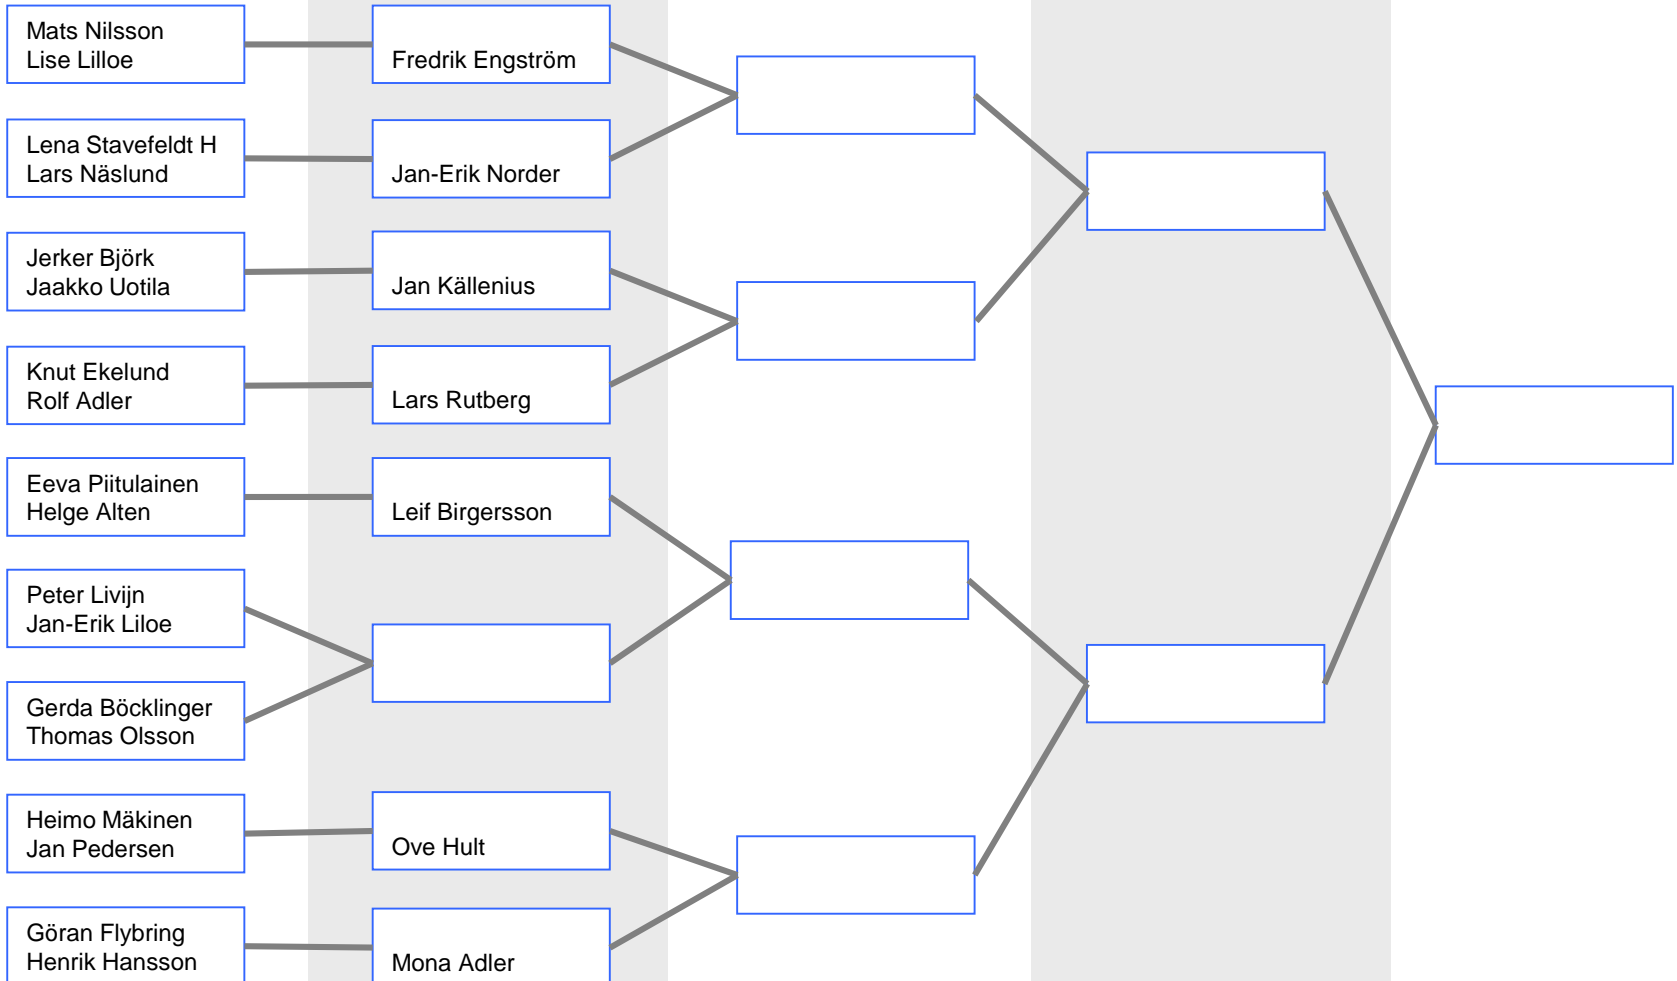 Mats Nilsson
Lise Lilloe
Fredrik Engström
Lena Stavefeldt H
Lars Näslund
Jan-Erik Norder
Jerker Björk
Jaakko Uotila
Jan Källenius
Knut Ekelund
Rolf Adler
Lars Rutberg
Eeva Piitulainen
Helge Alten
Leif Birgersson
Peter Livijn
Jan-Erik Liloe
Gerda Böcklinger
Thomas Olsson
Heimo Mäkinen
Jan Pedersen
Ove Hult
Göran Flybring
Henrik Hansson
Mona Adler